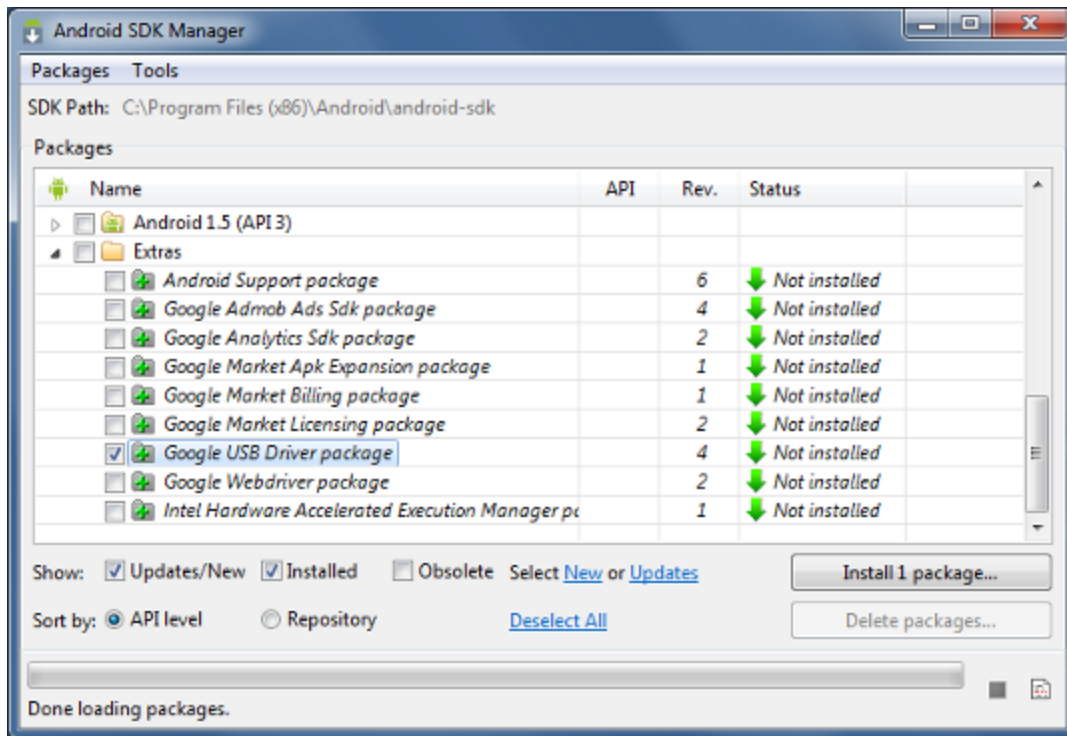 Android SDK Manager
Packages Tools
SDK Path: C:\Program Files (x86)\Android\android-sdk
Packages
Name API Rev. Status
Android 1.5 (API 3)
Extras
Android Support package 6 Not installed
Google Admob Ads Sdk package 4 Not installed
Google Analytics Sdk package 2 Not installed
Google Market Apk Expansion package 1 Not installed
Google Market Billing package 1 Not installed
Google Market Licensing package 2 Not installed
Google USB Driver package 4 Not installed
Google Webdriver package 2 Not installed
Intel Hardware Accelerated Execution Manager pa 1 Not installed
Show: Updates/New Installed Obsolete Select New or Updates Install 1 package...
Sort by: API level Repository Deselect All Delete packages...
Done loading packages.